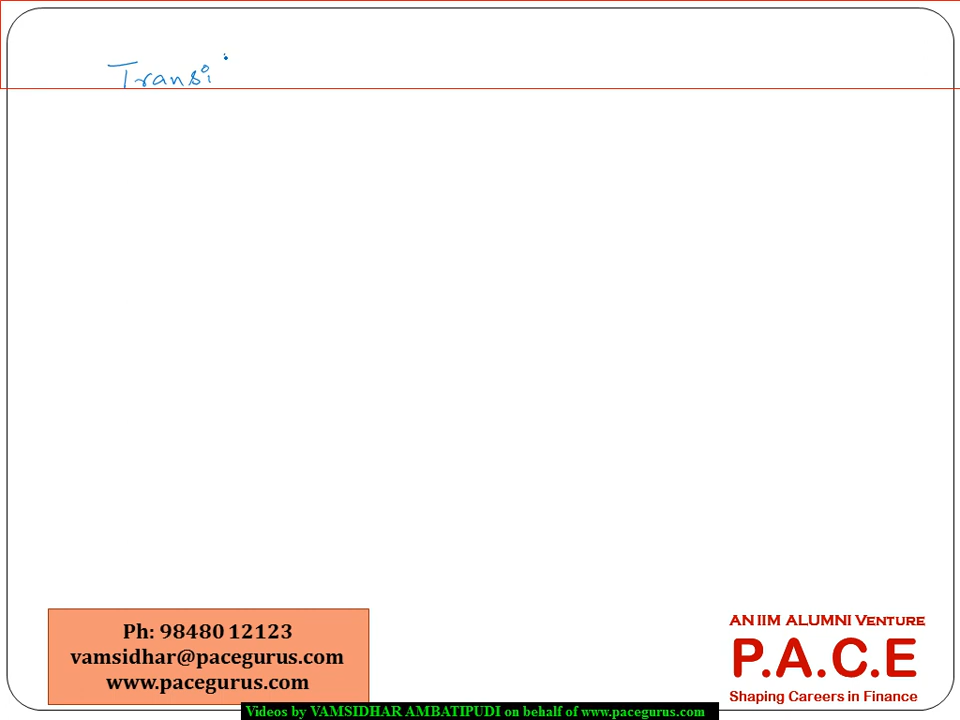 Transi
Ph: 98480 12123
vamsidhar@pacegurus.com
www.pacegurus.com
AN IIM ALUMNI VENTURE
P.A.C.E
Shaping Careers in Finance
Videos by VAMSIDHAR AMBATIPUDI on behalf of www.pacegurus.com